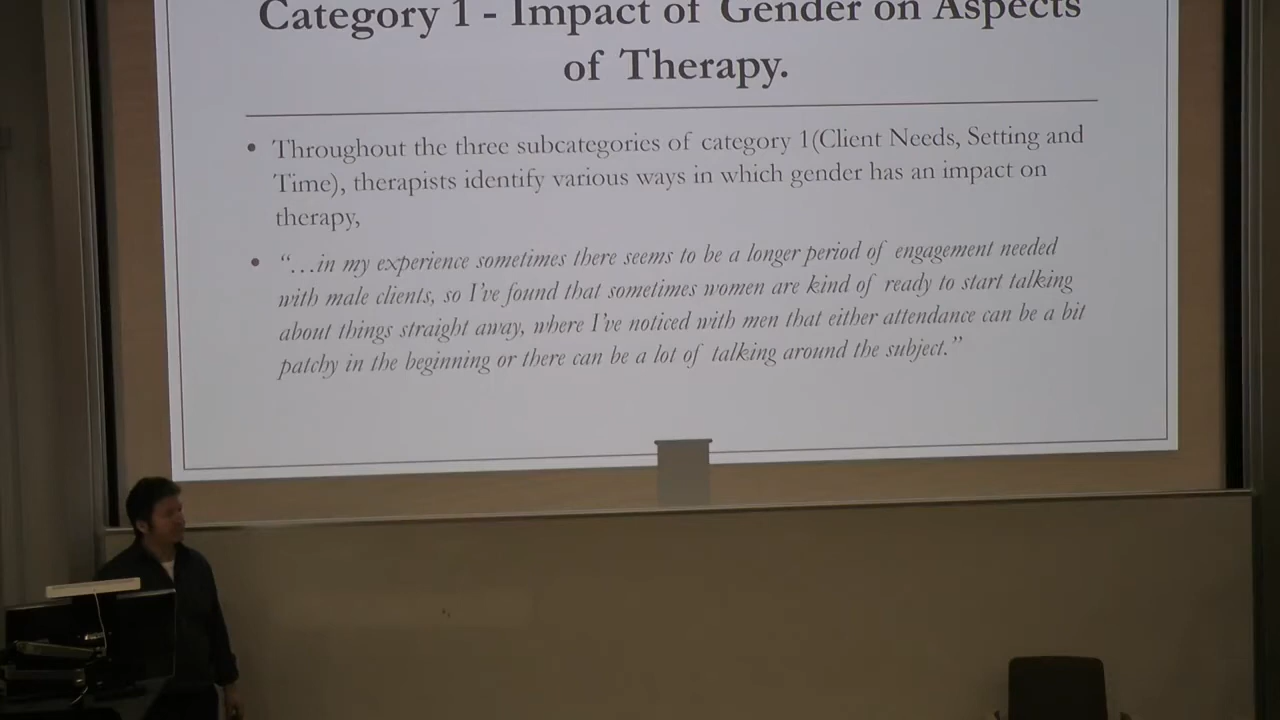 Category 1 - Impact of Gender on Aspects
of Therapy.
• Throughout the three subcategories of category 1(Client Needs, Setting and
Time), therapists identify various ways in which gender has an impact on
therapy,
• “…in my experience sometimes there seems to be a longer period of engagement needed
with male clients, so I’ve found that sometimes women are kind of ready to start talking
about things straight away, where I’ve noticed with men that either attendance can be a bit
patchy in the beginning or there can be a lot of talking around the subject.”